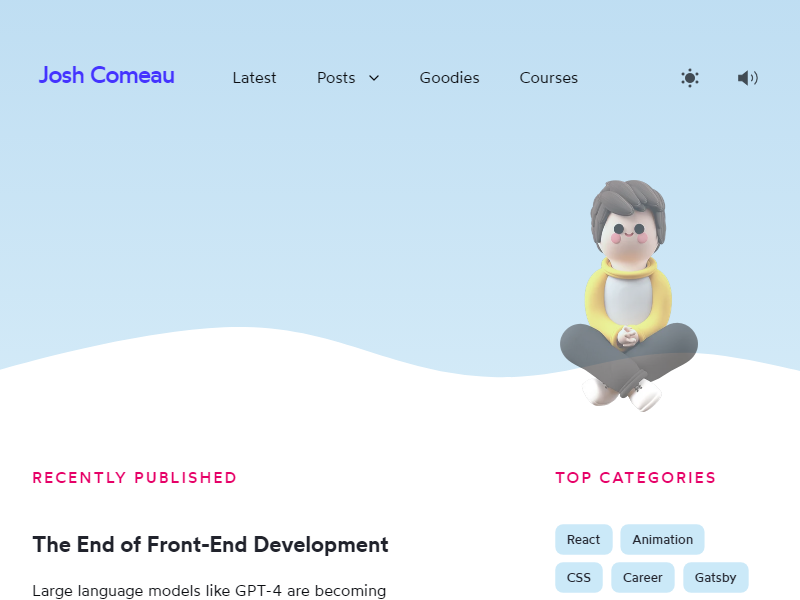 Josh Comeau
Latest
Posts
Goodies
Courses
RECENTLY PUBLISHED
The End of Front-End Development
Large language models like GPT-4 are becoming
TOP CATEGORIES
React
Animation
CSS
Career
Gatsby